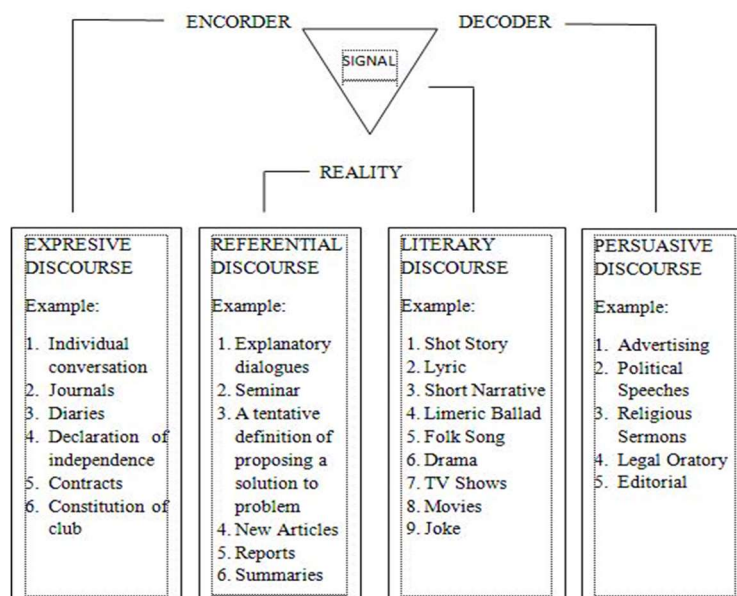 ENCORDER
DECODER
SIGNAL
REALITY
EXPRESIVE
DISCOURSE
Example:
1. Individual
conversation
2. Journals
3. Diaries
4. Declaration of
independence
5. Contracts
6. Constitution of
club
REFERENTIAL
DISCOURSE
Example:
1. Explanatory
dialogues
2. Seminar
3. A tentative
definition of
proposing a
solution to
problem
4. New Articles
5. Reports
6. Summaries
LITERARY
DISCOURSE
Example:
1. Shot Story
2. Lyric
3. Short Narrative
4. Limeric Ballad
5. Folk Song
6. Drama
7. TV Shows
8. Movies
9. Joke
PERSUASIVE
DISCOURSE
Example:
1. Advertising
2. Political
Speeches
3. Religious
Sermons
4. Legal Oratory
5. Editorial